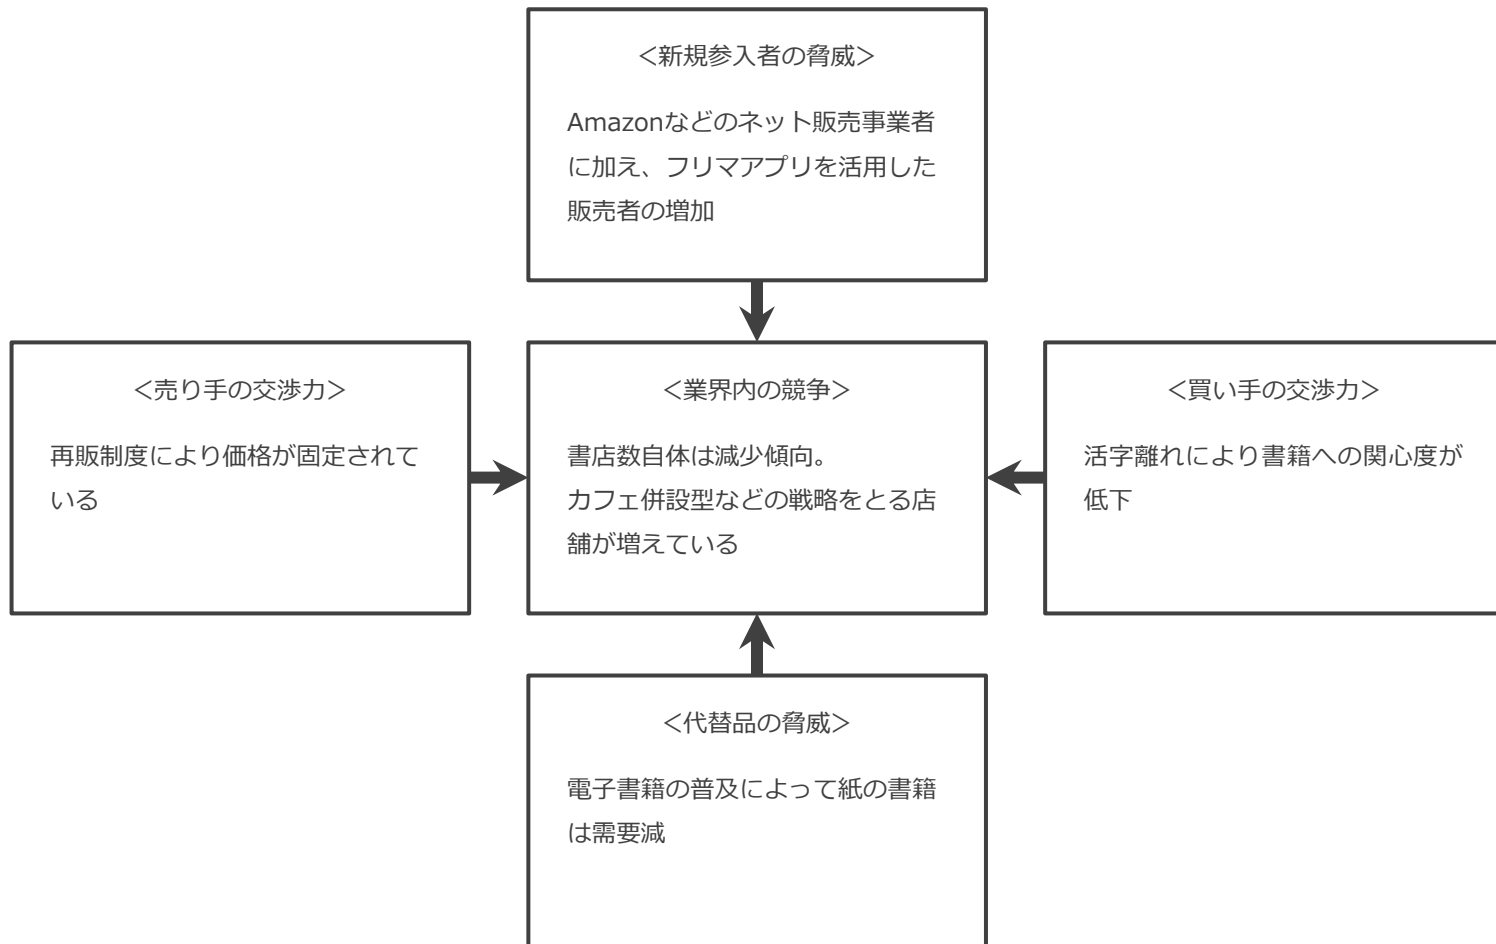 ＜新規参入者の脅威＞
Amazonなどのネット販売事業者
に加え、フリマアプリを活用した
販売者の増加
＜売り手の交渉力＞
再販制度により価格が固定されて
いる
＜業界内の競争＞
書店数自体は減少傾向。
カフェ併設型などの戦略をとる店
舗が増えている
＜買い手の交渉力＞
活字離れにより書籍への関心度が
低下
＜代替品の脅威＞
電子書籍の普及によって紙の書籍
は需要減